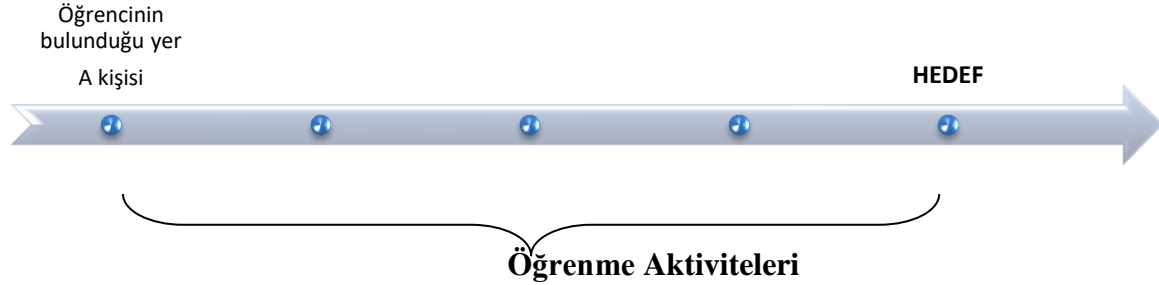 Öğrencinin
bulunduğu yer
A kişisi
HEDEF
Öğrenme Aktiviteleri